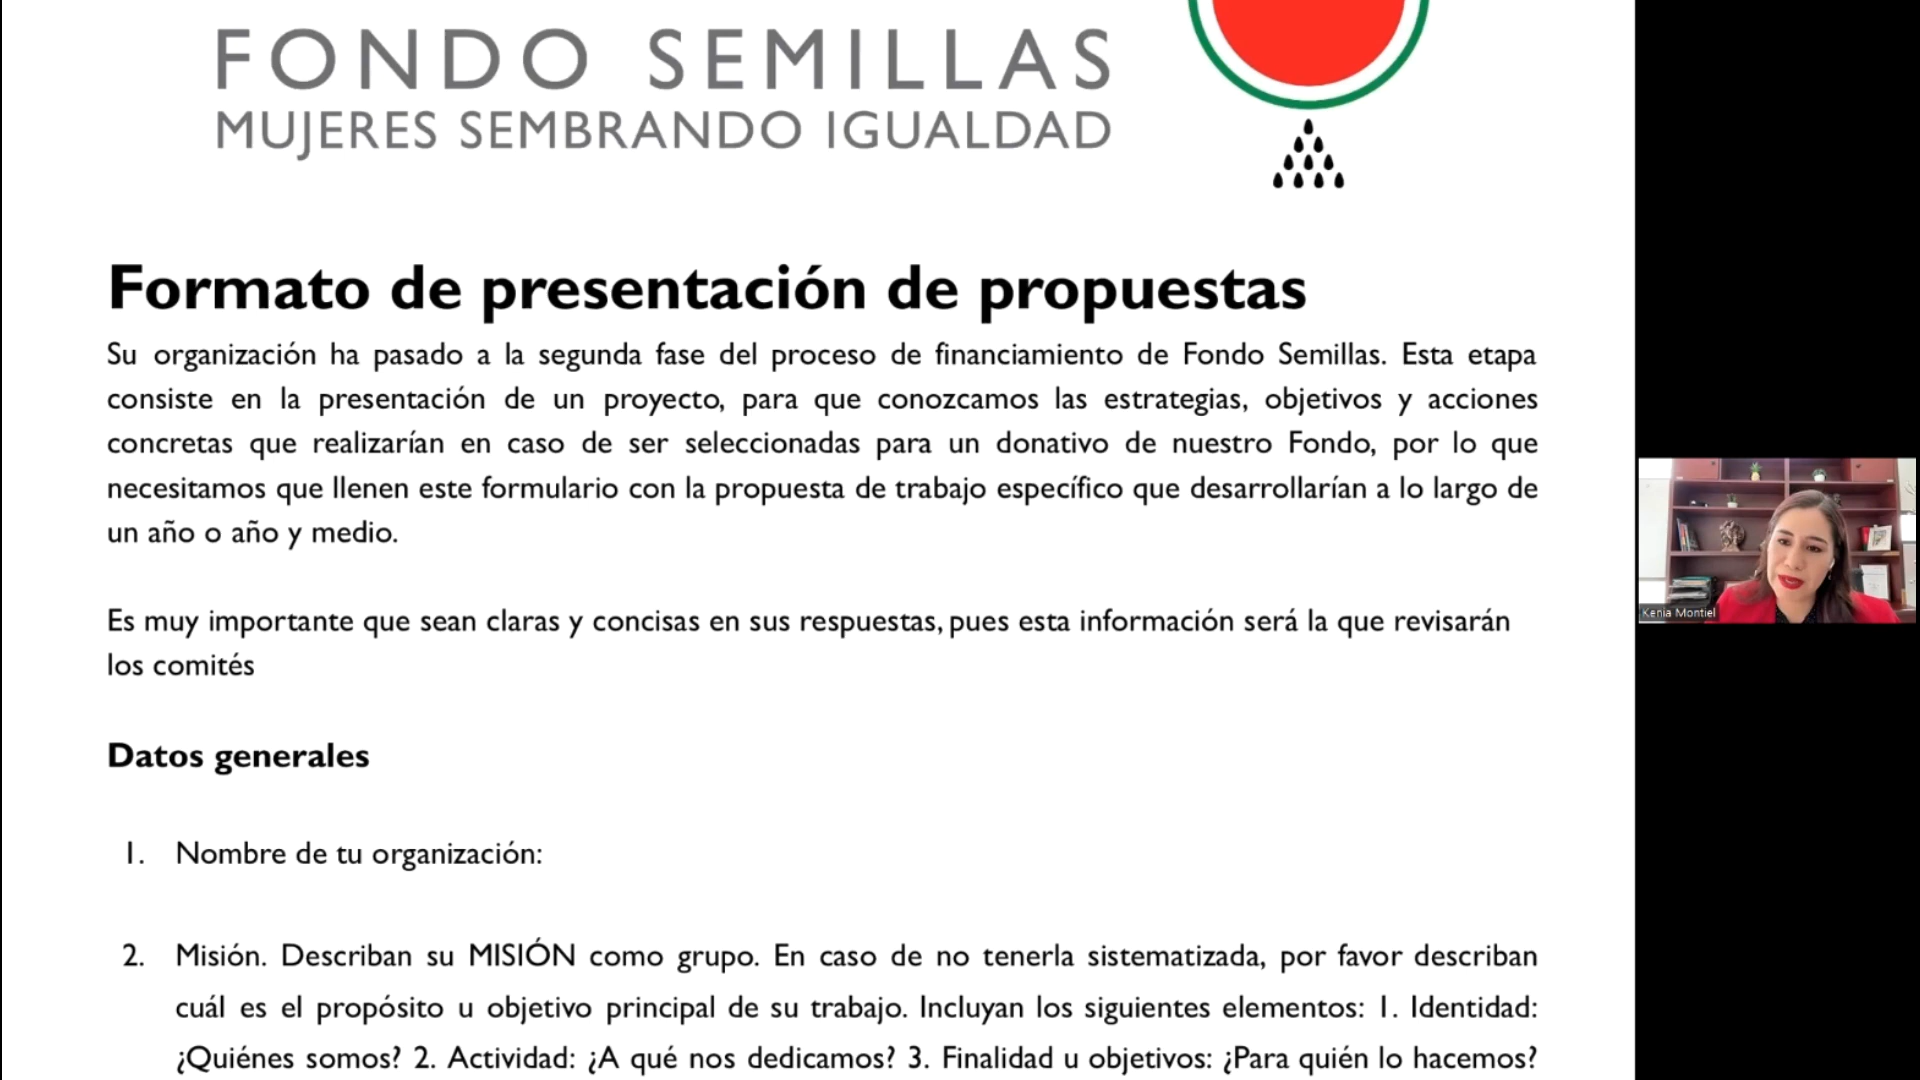 FONDO SEMILLAS
MUJERES SEMBRANDO IGUALDAD
Formato de presentación de propuestas
Su organización ha pasado a la segunda fase del proceso de financiamiento de Fondo Semillas. Esta etapa
consiste en la presentación de un proyecto, para que conozcamos las estrategias, objetivos y acciones
concretas que realizarían en caso de ser seleccionadas para un donativo de nuestro Fondo, por lo que
necesitamos que llenen este formulario con la propuesta de trabajo específico que desarrollarían a lo largo de
un año o año y medio.
Es muy importante que sean claras y concisas en sus respuestas, pues esta información será la que revisarán
los comités
Datos generales
1. Nombre de tu organización:
2. Misión. Describan su MISIÓN como grupo. En caso de no tenerla sistematizada, por favor describan
cuál es el propósito u objetivo principal de su trabajo. Incluyan los siguientes elementos: 1. Identidad:
¿Quiénes somos? 2. Actividad: ¿A qué nos dedicamos? 3. Finalidad u objetivos: ¿Para quién lo hacemos?
Kenia Montiel